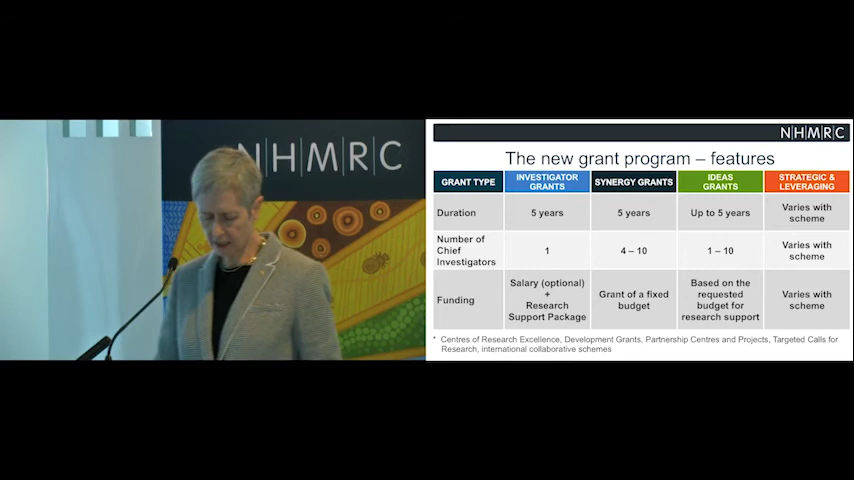 N|H|M|R|C
N|H|M|R|C
The new grant program – features
GRANT TYPE
INVESTIGATOR
GRANTS
SYNERGY GRANTS
IDEAS
GRANTS
STRATEGIC &
LEVERAGING
Duration
5 years
5 years
Up to 5 years
Varies with
scheme
Number of
Chief
Investigators
1
4 – 10
1 – 10
Varies with
scheme
Funding
Salary (optional)
+
Research
Support Package
Grant of a fixed
budget
Based on the
requested
budget for
research support
Varies with
scheme
* Centres of Research Excellence, Development Grants, Partnership Centres and Projects, Targeted Calls for
Research, international collaborative schemes